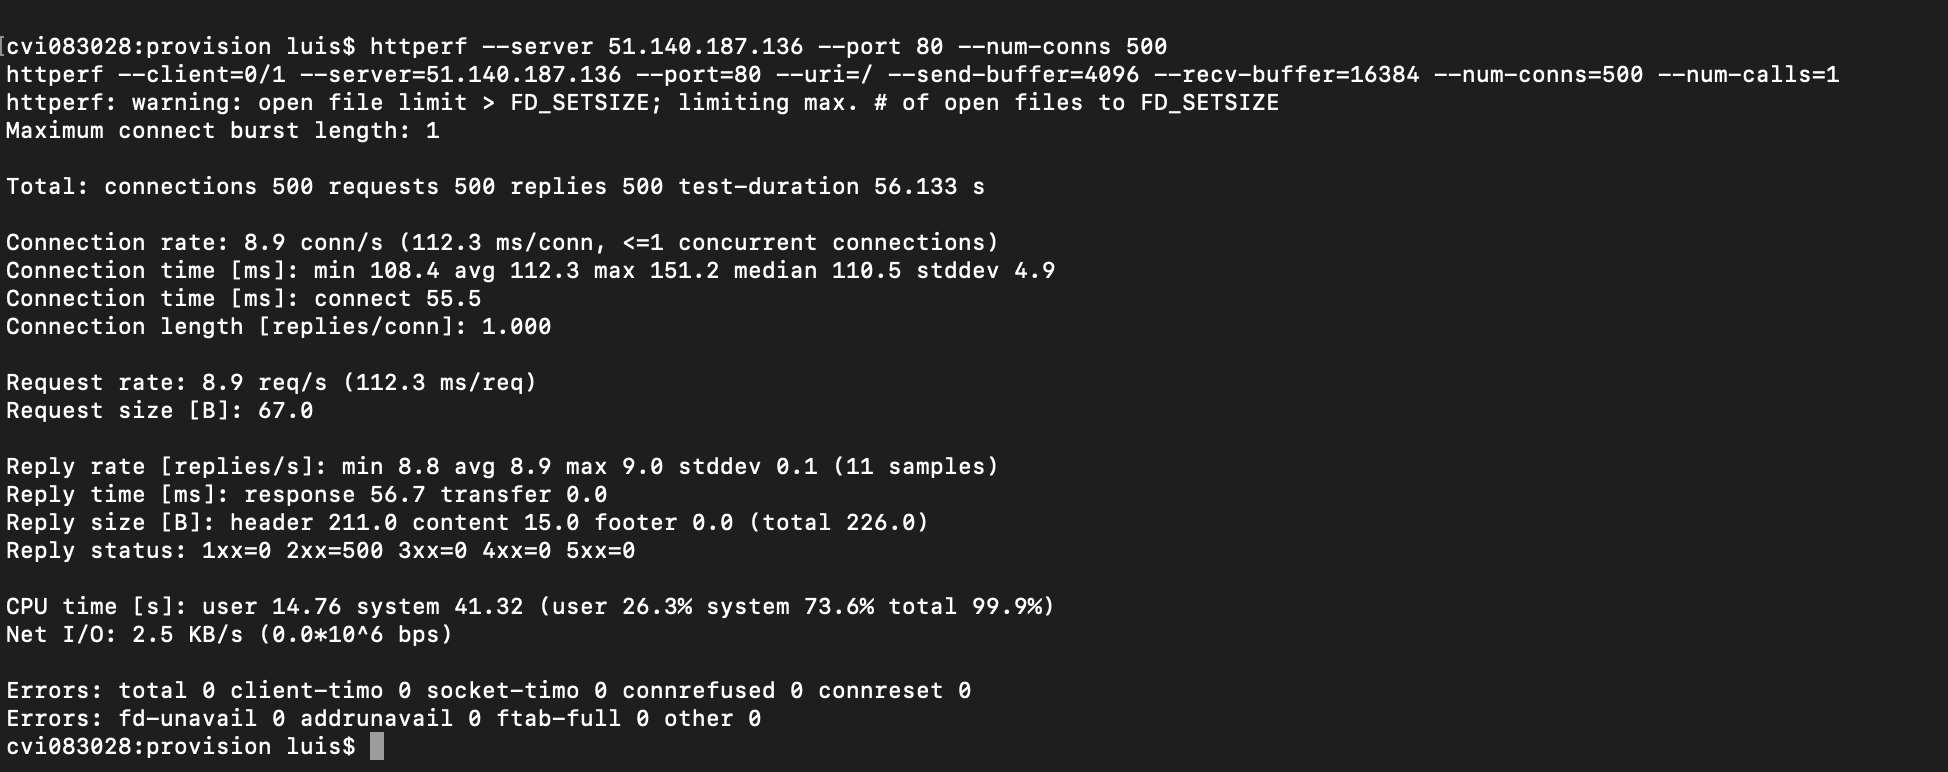 cvi083028:provision luis$ httperf --server 51.140.187.136 --port 80 --num-conns 500
httperf --client=0/1 --server=51.140.187.136 --port=80 --uri=/ --send-buffer=4096 --recv-buffer=16384 --num-conns=500 --num-calls=1
httperf: warning: open file limit > FD_SETSIZE; limiting max. # of open files to FD_SETSIZE
Maximum connect burst length: 1

Total: connections 500 requests 500 replies 500 test-duration 56.133 s

Connection rate: 8.9 conn/s (112.3 ms/conn, <=1 concurrent connections)
Connection time [ms]: min 108.4 avg 112.3 max 151.2 median 110.5 stddev 4.9
Connection time [ms]: connect 55.5
Connection length [replies/conn]: 1.000

Request rate: 8.9 req/s (112.3 ms/req)
Request size [B]: 67.0

Reply rate [replies/s]: min 8.8 avg 8.9 max 9.0 stddev 0.1 (11 samples)
Reply time [ms]: response 56.7 transfer 0.0
Reply size [B]: header 211.0 content 15.0 footer 0.0 (total 226.0)
Reply status: 1xx=0 2xx=500 3xx=0 4xx=0 5xx=0

CPU time [s]: user 14.76 system 41.32 (user 26.3% system 73.6% total 99.9%)
Net I/O: 2.5 KB/s (0.0*10^6 bps)

Errors: total 0 client-timo 0 socket-timo 0 connrefused 0 connreset 0
Errors: fd-unavail 0 addrunavail 0 ftab-full 0 other 0
cvi083028:provision luis$